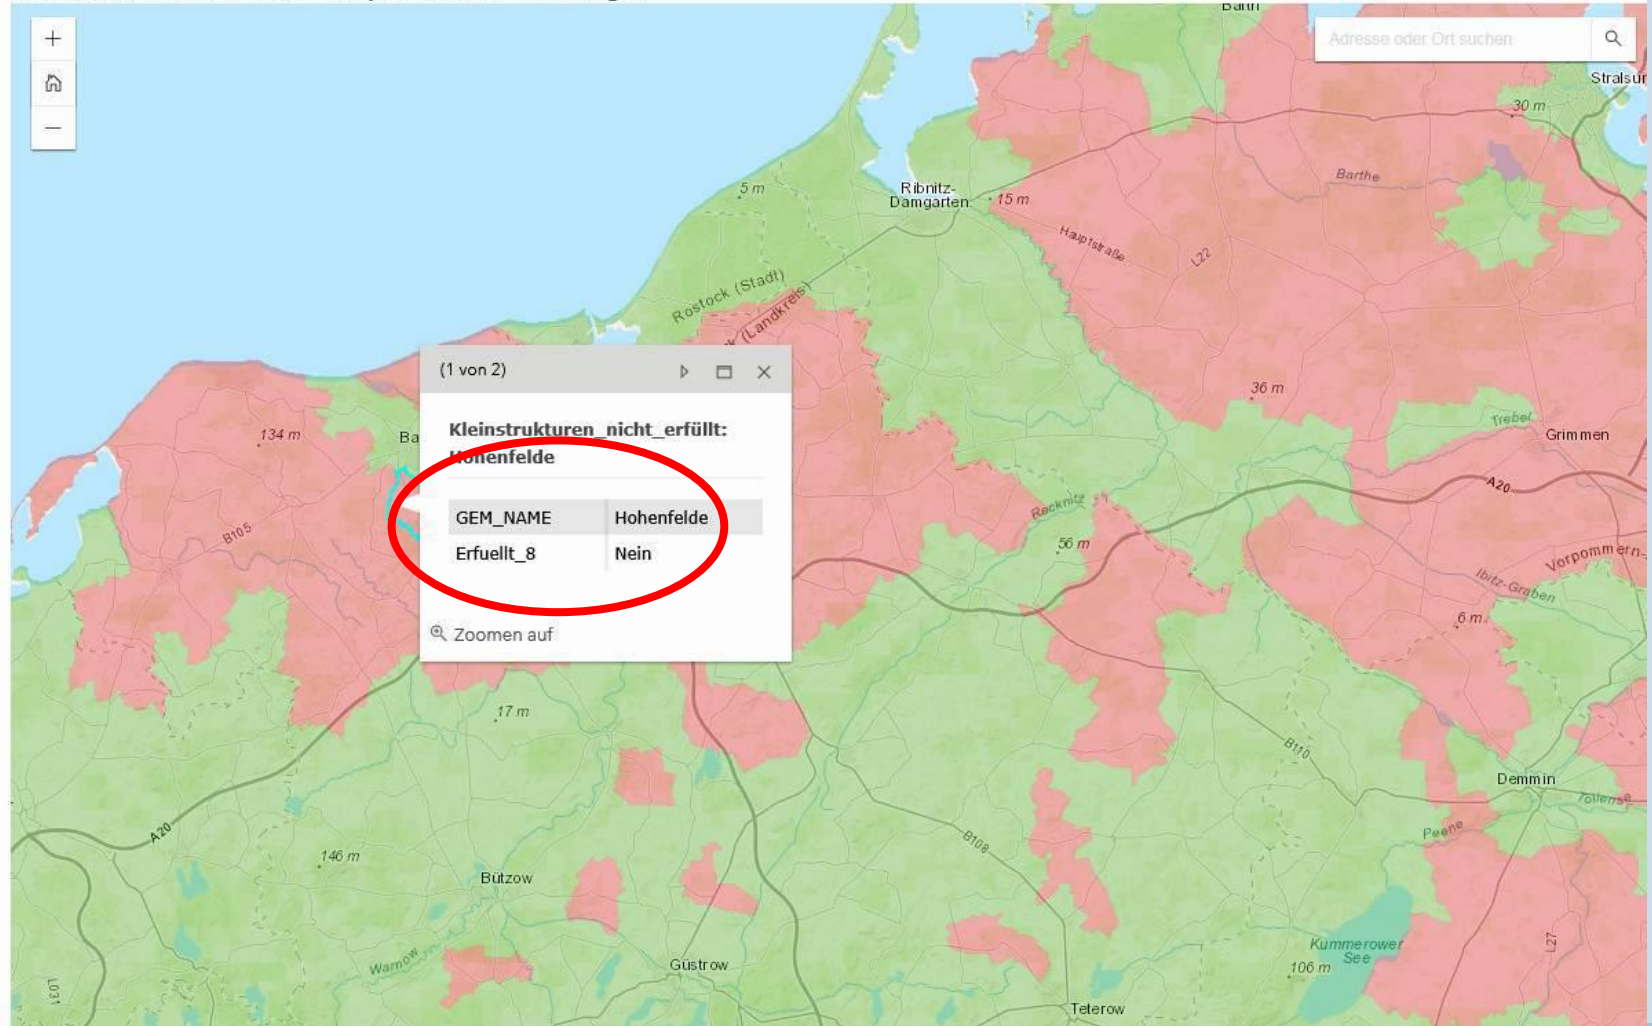 Barth
Adresse oder Ort suchen
Stralsun
30 m
Barthe
5 m
Ribnitz-
Damgarten
15 m
Hauptstraße
L22
Rostock (Stadt)
(Landkreis)
(1 von 2)
36 m
Kleinstrukturen_nicht_erfüllt:
Hohenfelde
134 m
Ba
Trebel
Grimmen
A20
GEM_NAME Hohenfelde
Erfuellt_8 Nein
B105
Recknitz
56 m
Vorpommern-
Ibitz-Graben
6 m
Zoomen auf
17 m
B110
Demmin
Tollense
A20
Peene
B108
146 m
Bützow
Warnow
Güstrow
Kummerower
See
106 m
L27
L031
Teterow